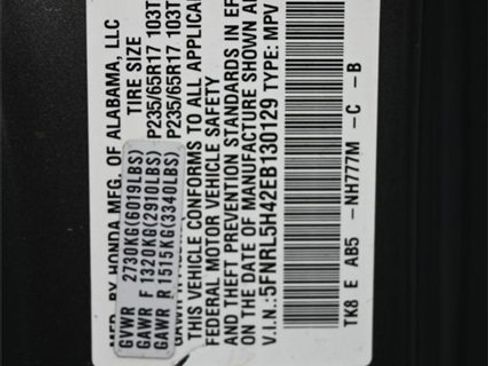 MFD. BY HONDA MFG. OF ALABAMA, LLC
TIRE SIZE
GVWR 2730KG(6019LBS)
GAWR F 1320KG(2910LBS) P235/65R17 103T
GAWR R 1515KG(3340LBS) P235/65R17 103T
THIS VEHICLE CONFORMS TO ALL
FEDERAL MOTOR VEHICLE SAFETY
AND THEFT PREVENTION STANDARDS IN
ON THE DATE OF MANUFACTURE SHOWN
V.I.N.:5FNRL5H42EB130129 TYPE: MPV
TK8 E AB5 -NH777M -C -B